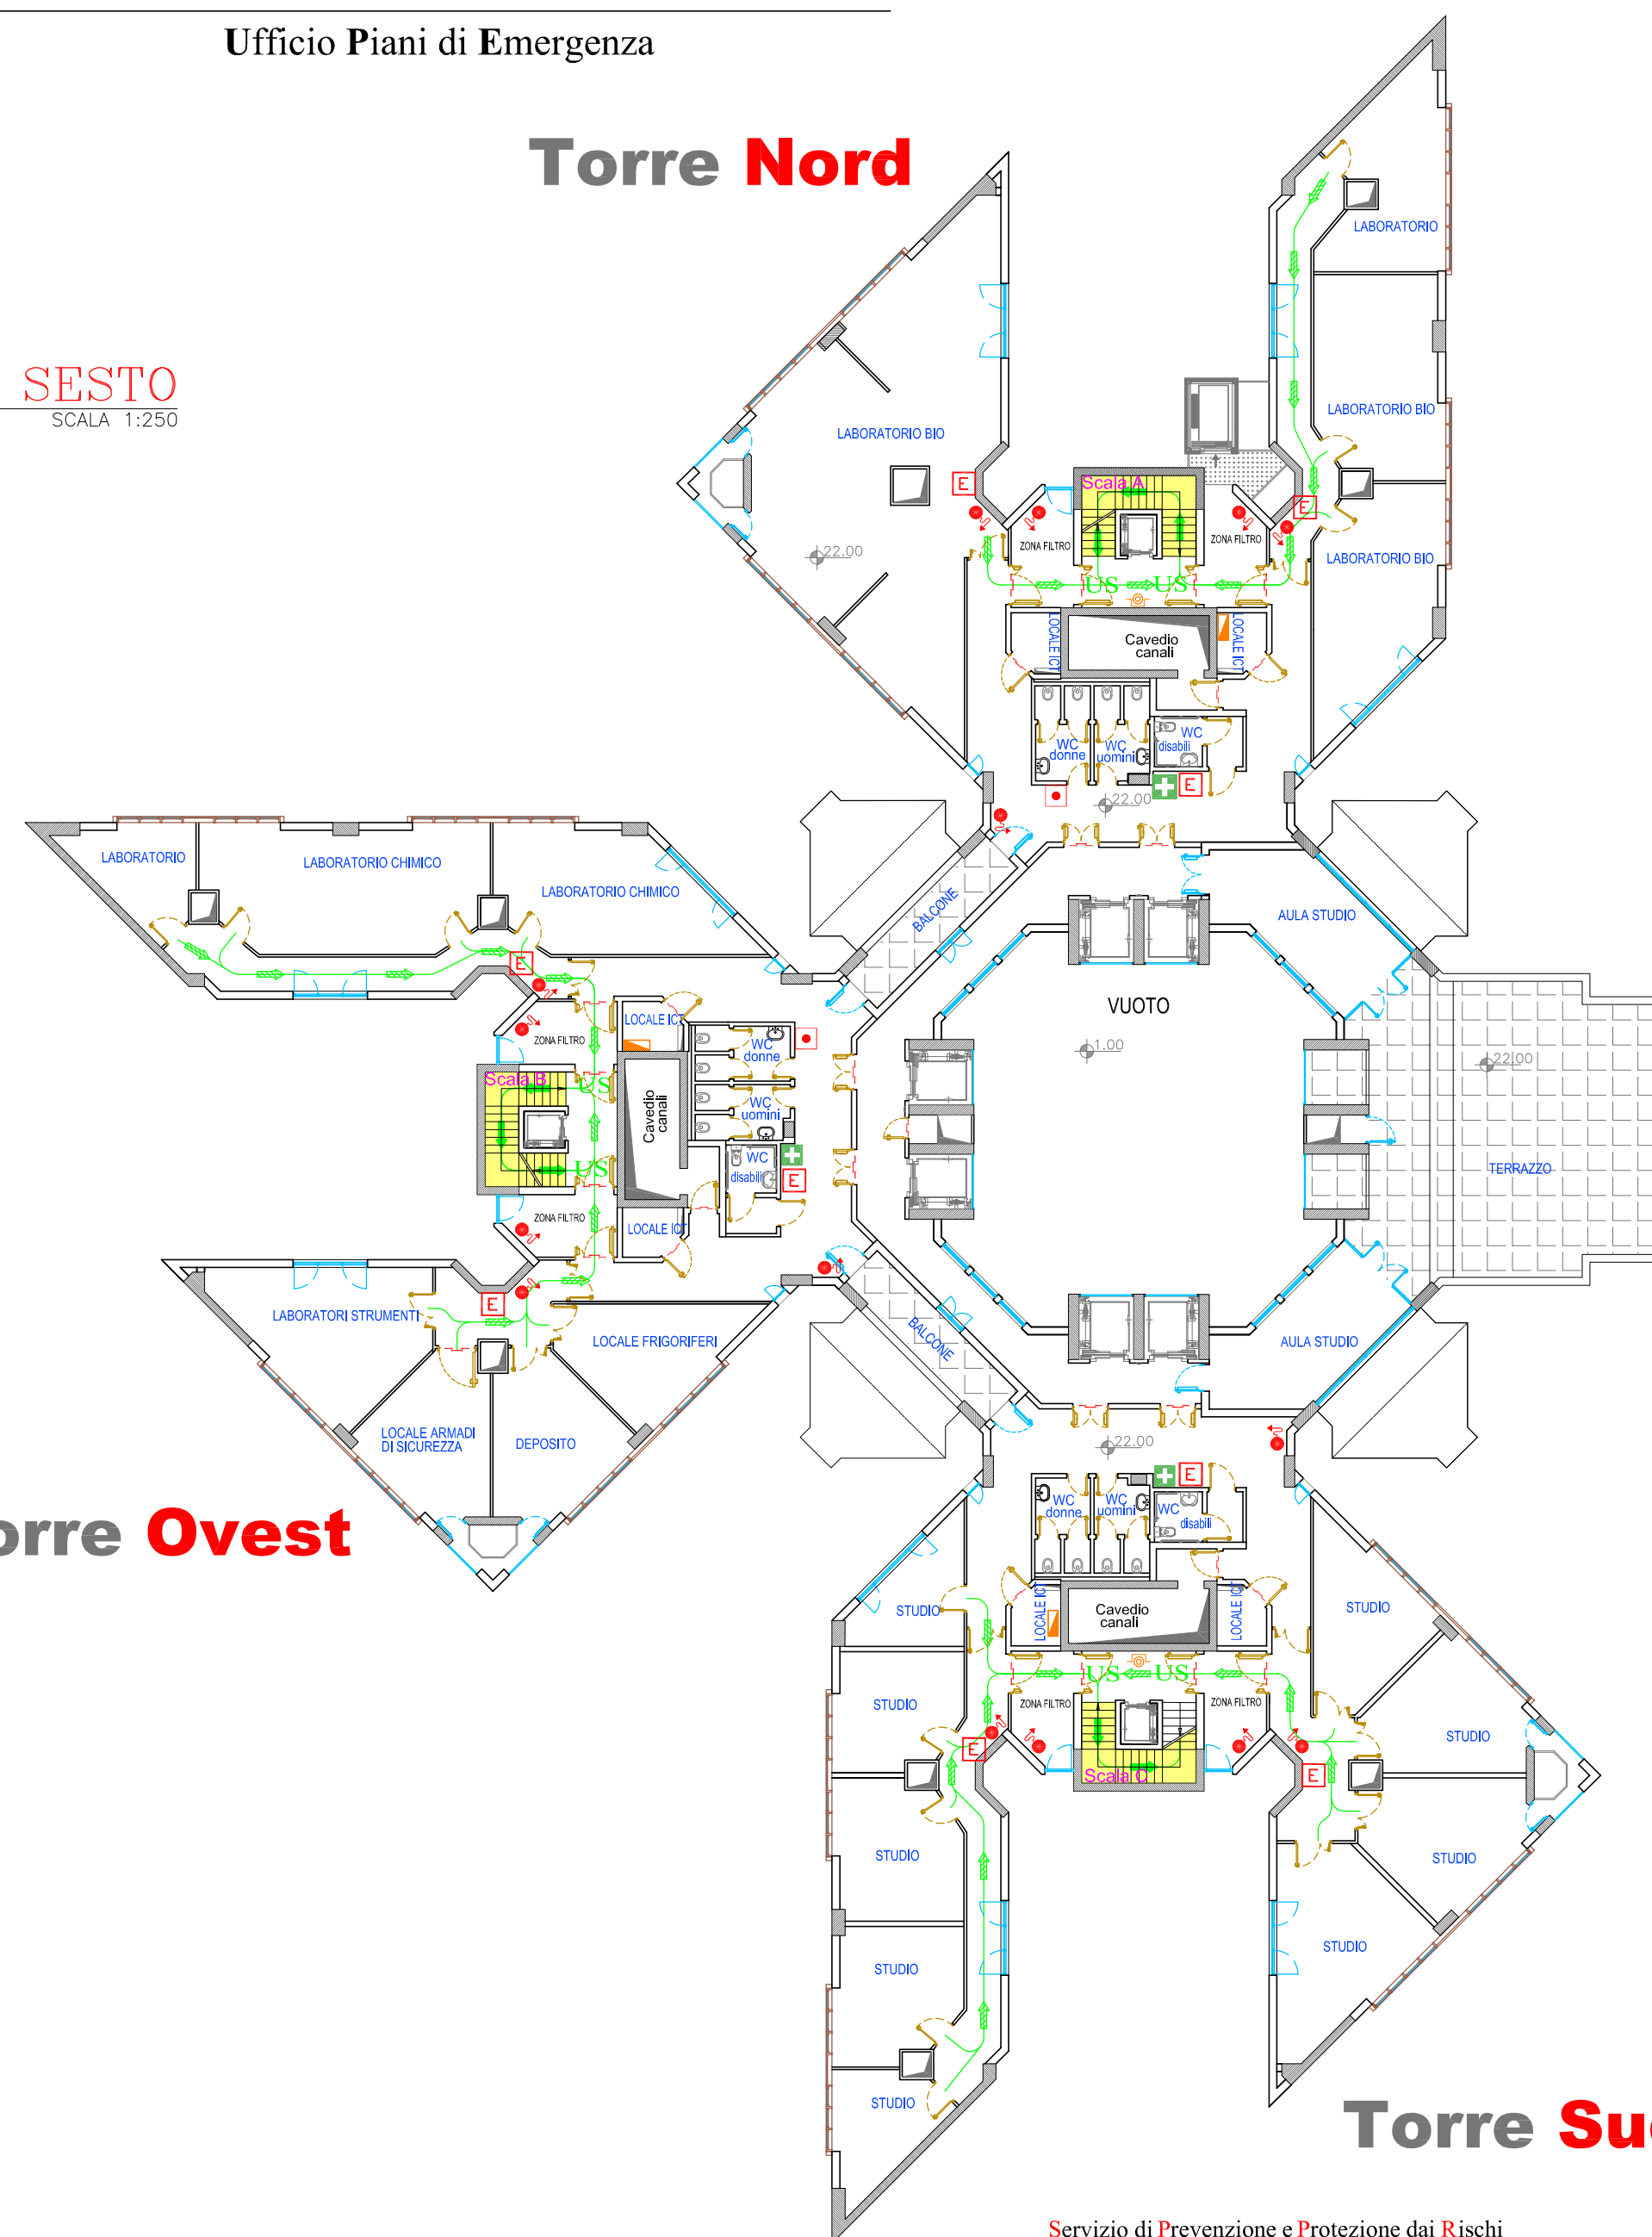 Ufficio Piani di Emergenza
Torre Nord
SESTO
SCALA 1:250
LABORATORIO
LABORATORIO BIO
LABORATORIO BIO
LABORATORIO BIO
Scala A
ZONA FILTRO
ZONA FILTRO
E
E
22.00
US
US
LOCALE ICT
Cavedio
canali
LOCALE ICT
WC
donne
WC
uomini
WC
disabili
E
22.00
LABORATORIO
LABORATORIO CHIMICO
LABORATORIO CHIMICO
BALCONE
AULA STUDIO
E
VUOTO
1.00
22.00
TERRAZZO
LOCALE ICT
ZONA FILTRO
WC
donne
Scala B
US
Cavedio
canali
WC
uomini
US
WC
disabili
E
ZONA FILTRO
LOCALE ICT
LABORATORI STRUMENTI
E
LOCALE FRIGORIFERI
BALCONE
AULA STUDIO
LOCALE ARMADI
DI SICUREZZA
DEPOSITO
22.00
orre Ovest
E
WC
donne
WC
uomini
WC
disabili
STUDIO
LOCALE ICT
Cavedio
canali
LOCALE ICT
STUDIO
US
US
STUDIO
ZONA FILTRO
ZONA FILTRO
STUDIO
E
Scala C
E
STUDIO
STUDIO
STUDIO
STUDIO
STUDIO
Torre Su
Servizio di Prevenzione e Protezione dai Rischi